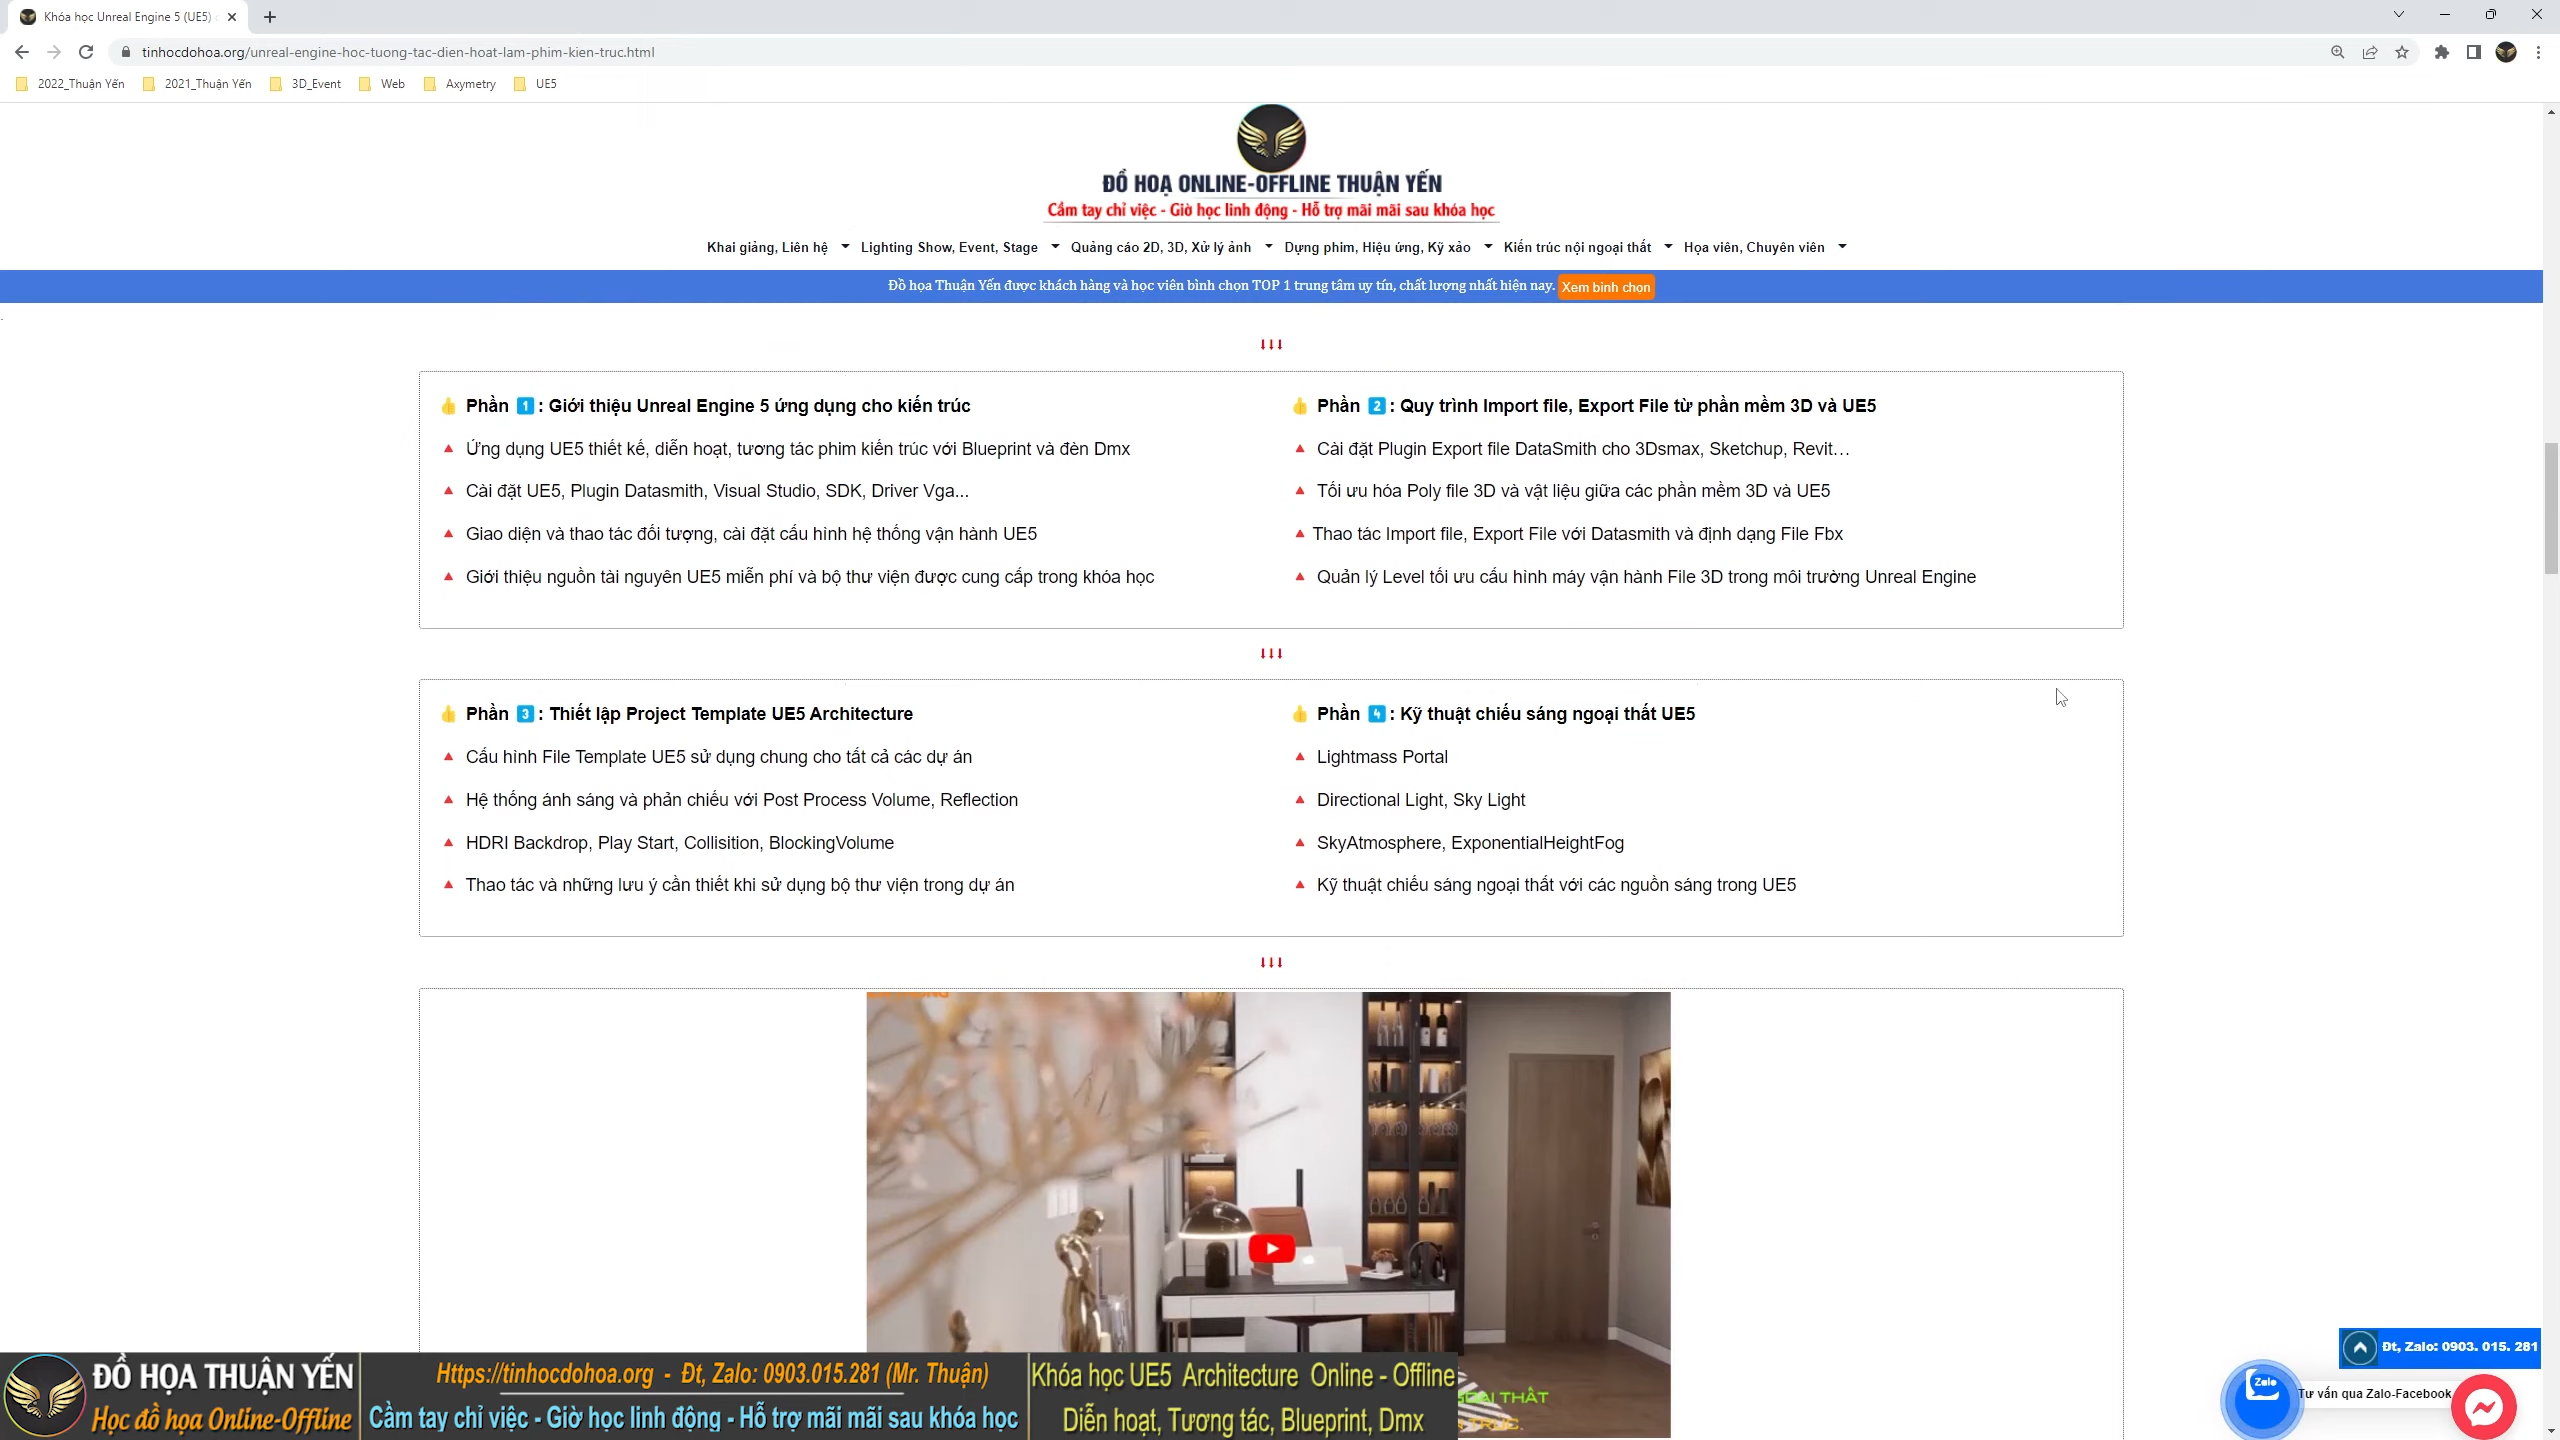 Khóa học Unreal Engine 5 (UE5)
tinhocdohoa.org/unreal-engine-hoc-tuong-tac-dien-hoat-lam-phim-kien-truc.html
2022_Thuận Yến 2021_Thuận Yến 3D_Event Web Axymetry UE5
ĐỒ HOẠ ONLINE-OFFLINE THUẬN YẾN
Cầm tay chỉ việc - Giờ học linh động - Hỗ trợ mãi mãi sau khóa học
Khai giảng, Liên hệ Lighting Show, Event, Stage Quảng cáo 2D, 3D, Xử lý ảnh Dựng phim, Hiệu ứng, Kỹ xảo Kiến trúc nội ngoại thất Họa viên, Chuyên viên
Đồ họa Thuận Yến được khách hàng và học viên bình chọn TOP 1 trung tâm uy tín, chất lượng nhất hiện nay. Xem bình chọn
Phần 1: Giới thiệu Unreal Engine 5 ứng dụng cho kiến trúc
Ứng dụng UE5 thiết kế, diễn hoạt, tương tác phim kiến trúc với Blueprint và đèn Dmx
Cài đặt UE5, Plugin Datasmith, Visual Studio, SDK, Driver Vga...
Giao diện và thao tác đối tượng, cài đặt cấu hình hệ thống vận hành UE5
Giới thiệu nguồn tài nguyên UE5 miễn phí và bộ thư viện được cung cấp trong khóa học
Phần 2: Quy trình Import file, Export File từ phần mềm 3D và UE5
Cài đặt Plugin Export file DataSmith cho 3Dsmax, Sketchup, Revit…
Tối ưu hóa Poly file 3D và vật liệu giữa các phần mềm 3D và UE5
Thao tác Import file, Export File với Datasmith và định dạng File Fbx
Quản lý Level tối ưu cấu hình máy vận hành File 3D trong môi trường Unreal Engine
Phần 3: Thiết lập Project Template UE5 Architecture
Cấu hình File Template UE5 sử dụng chung cho tất cả các dự án
Hệ thống ánh sáng và phản chiếu với Post Process Volume, Reflection
HDRI Backdrop, Play Start, Collisition, BlockingVolume
Thao tác và những lưu ý cần thiết khi sử dụng bộ thư viện trong dự án
Phần 4: Kỹ thuật chiếu sáng ngoại thất UE5
Lightmass Portal
Directional Light, Sky Light
SkyAtmosphere, ExponentialHeightFog
Kỹ thuật chiếu sáng ngoại thất với các nguồn sáng trong UE5
Đt, Zalo: 0903. 015. 281
Zalo
Tư vấn qua Zalo-Facebook
ĐỒ HỌA THUẬN YẾN
Học đồ họa Online-Offline
Https://tinhocdohoa.org - Đt, Zalo: 0903.015.281 (Mr. Thuận)
Cầm tay chỉ việc - Giờ học linh động - Hỗ trợ mãi mãi sau khóa học
Khóa học UE5 Architecture Online - Offline
Diễn hoạt, Tương tác, Blueprint, Dmx